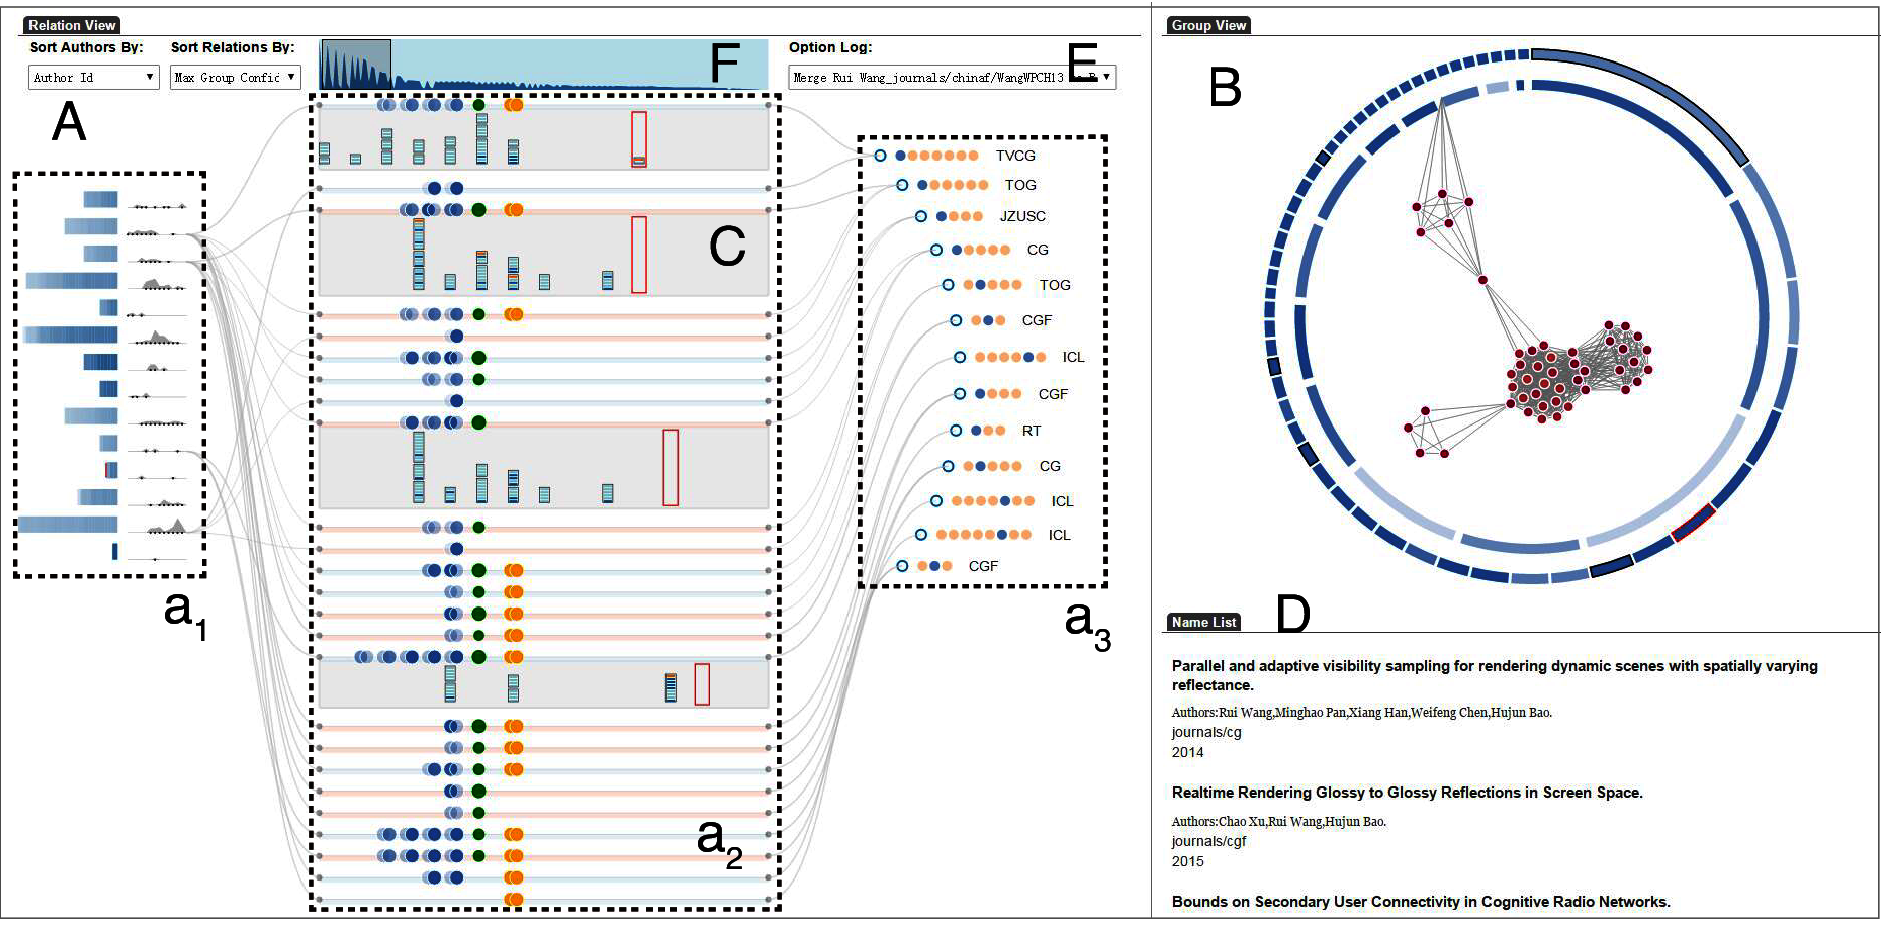 Relation View
Sort Authors By:
Sort Relations By:
Option Log:
Author Id
Max Group Confic
Merge Rui Wang_journals/chinaf/WangWPCH13
A
F
E
C
a1
a2
a3
TVCG
TOG
JZUSC
CG
TOG
CGF
ICL
CGF
RT
CG
ICL
ICL
CGF
Group View
B
D
Name List
Parallel and adaptive visibility sampling for rendering dynamic scenes with spatially varying
reflectance.
Authors:Rui Wang,Minghao Pan,Xiang Han,Weifeng Chen,Hujun Bao.
journals/cg
2014
Realtime Rendering Glossy to Glossy Reflections in Screen Space.
Authors:Chao Xu,Rui Wang,Hujun Bao.
journals/cgf
2015
Bounds on Secondary User Connectivity in Cognitive Radio Networks.